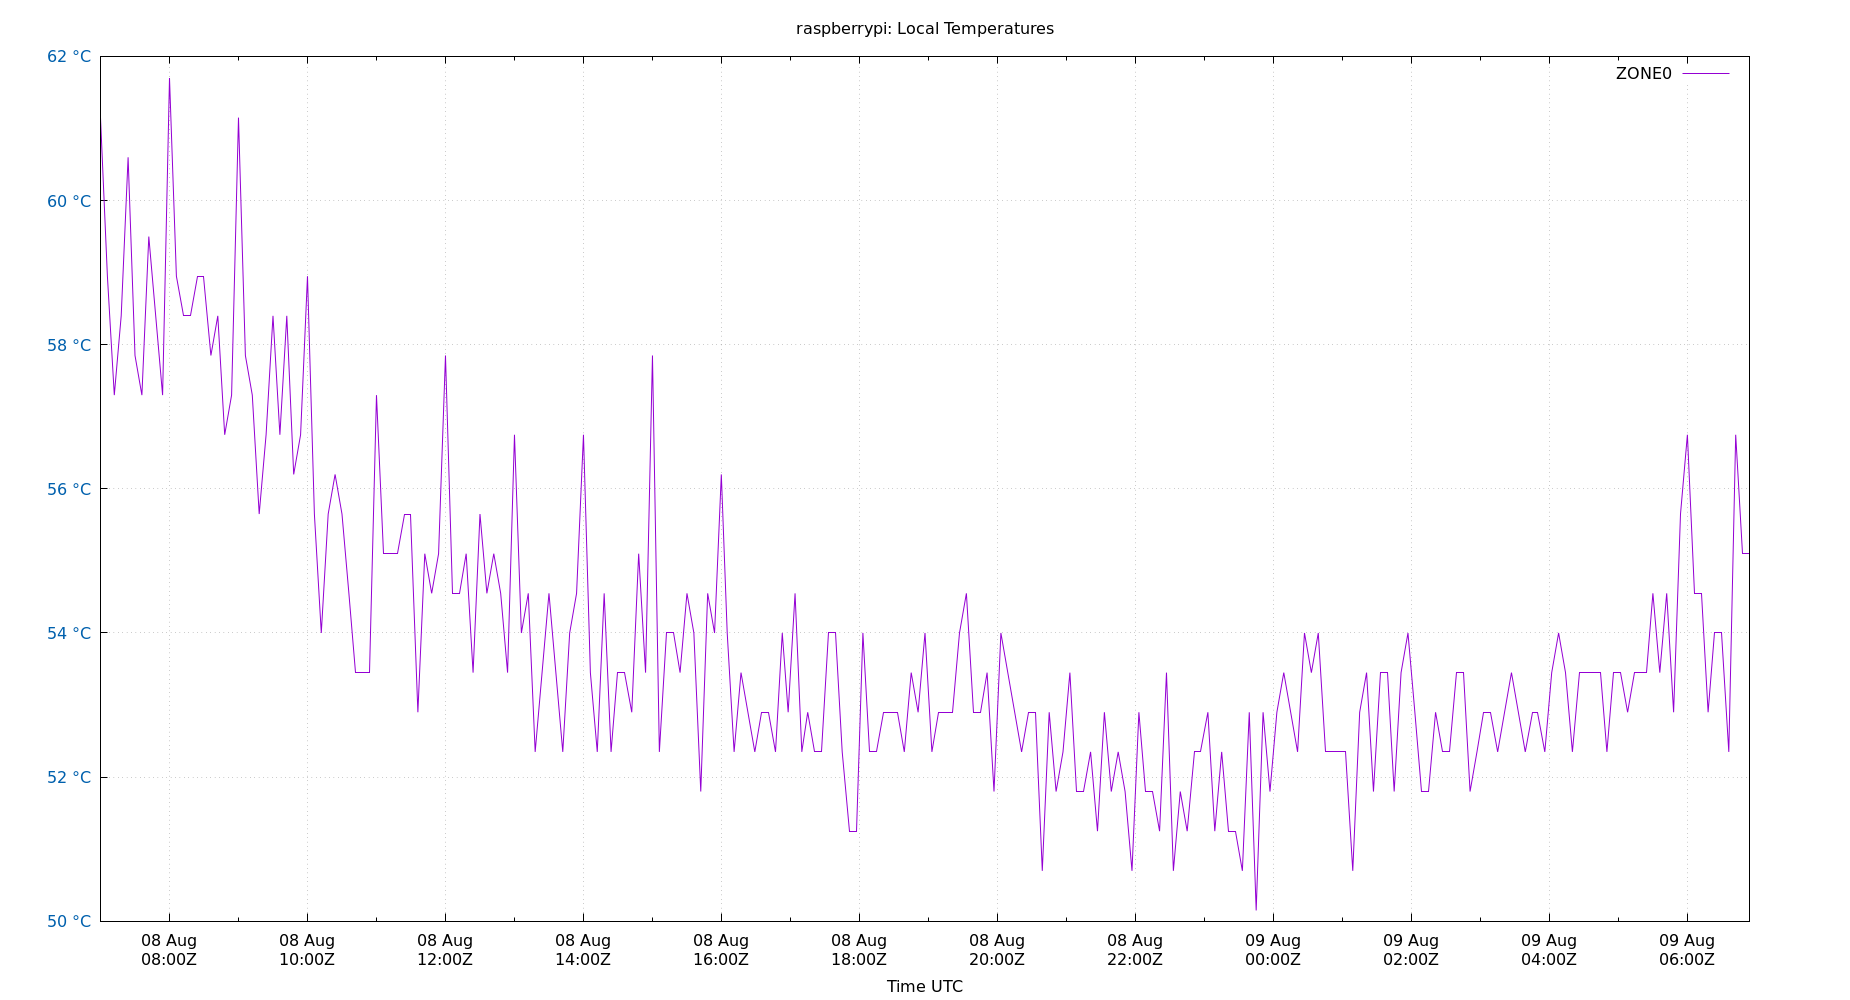 raspberrypi: Local Temperatures
62 °C
ZONE0
60 °C
58 °C
56 °C
54 °C
52 °C
50 °C
08 Aug 08 Aug 08 Aug 08 Aug 08 Aug 08 Aug 08 Aug 08 Aug 09 Aug 09 Aug 09 Aug 09 Aug
08:00Z 10:00Z 12:00Z 14:00Z 16:00Z 18:00Z 20:00Z 22:00Z 00:00Z 02:00Z 04:00Z 06:00Z
Time UTC